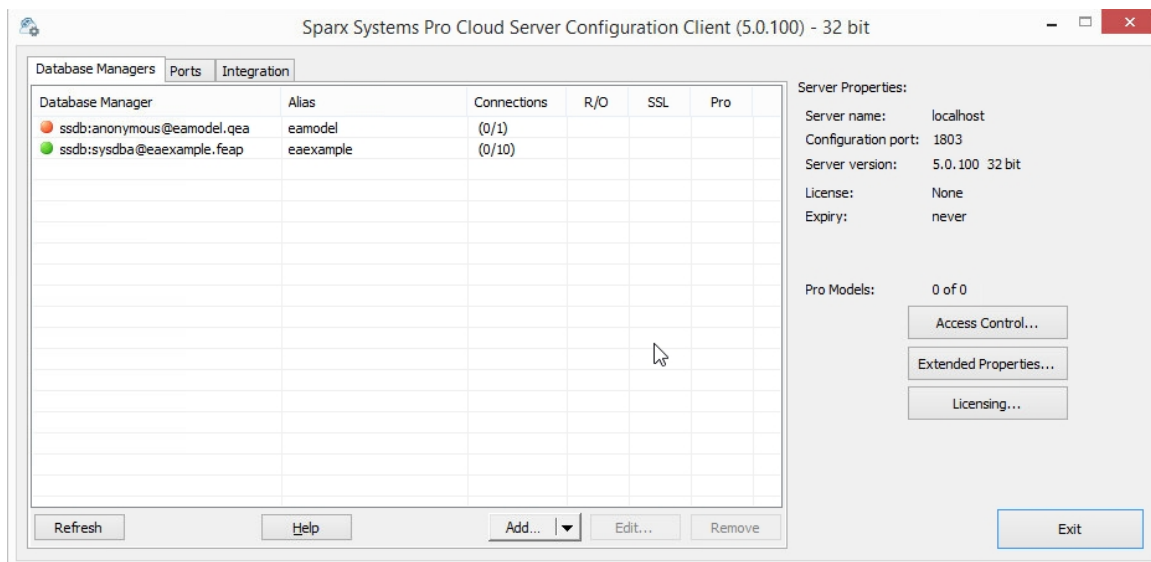 Sparx Systems Pro Cloud Server Configuration Client (5.0.100) - 32 bit
Database Managers Ports Integration
Database Manager Alias Connections R/O SSL Pro
ssdb:anonymous@eamodel.qea eamodel (0/1)
ssdb:sysdba@eaexample.feap eaexample (0/10)
Refresh Help Add... Edit... Remove
Server Properties:
Server name: localhost
Configuration port: 1803
Server version: 5.0.100 32 bit
License: None
Expiry: never
Pro Models: 0 of 0
Access Control...
Extended Properties...
Licensing...
Exit